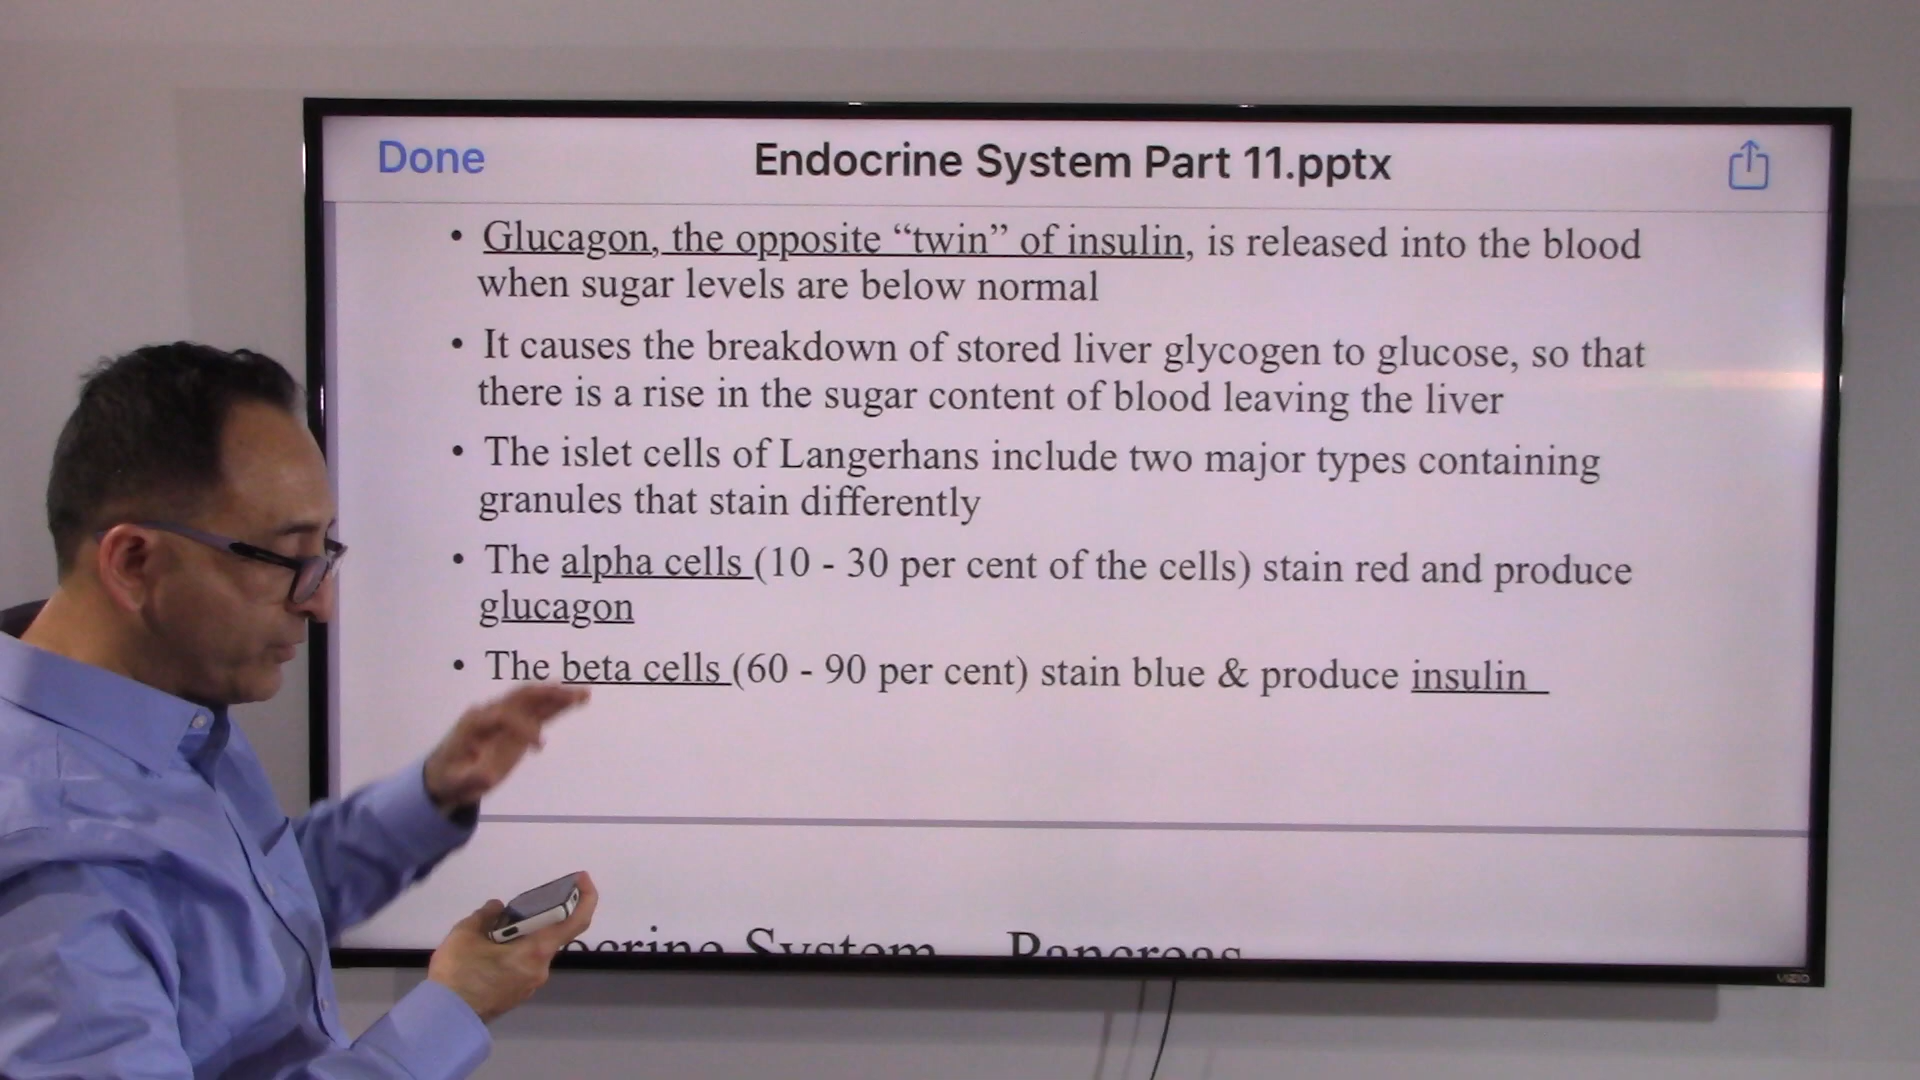 Done
Endocrine System Part 11.pptx
• Glucagon, the opposite “twin” of insulin, is released into the blood
when sugar levels are below normal
• It causes the breakdown of stored liver glycogen to glucose, so that
there is a rise in the sugar content of blood leaving the liver
• The islet cells of Langerhans include two major types containing
granules that stain differently
• The alpha cells (10 - 30 per cent of the cells) stain red and produce
glucagon
• The beta cells (60 - 90 per cent) stain blue & produce insulin
System Pancreas
VIZIO